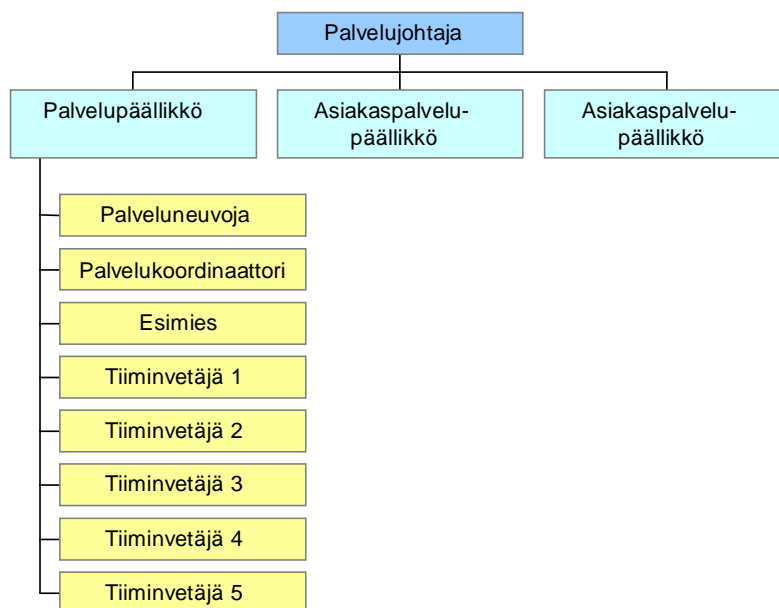 Palvelujohtaja
Palvelupäällikkö
Asiakaspalvelu-
päällikkö
Asiakaspalvelu-
päällikkö
Palveluneuvoja
Palvelukoordinaattori
Esimies
Tiiminvetäjä 1
Tiiminvetäjä 2
Tiiminvetäjä 3
Tiiminvetäjä 4
Tiiminvetäjä 5